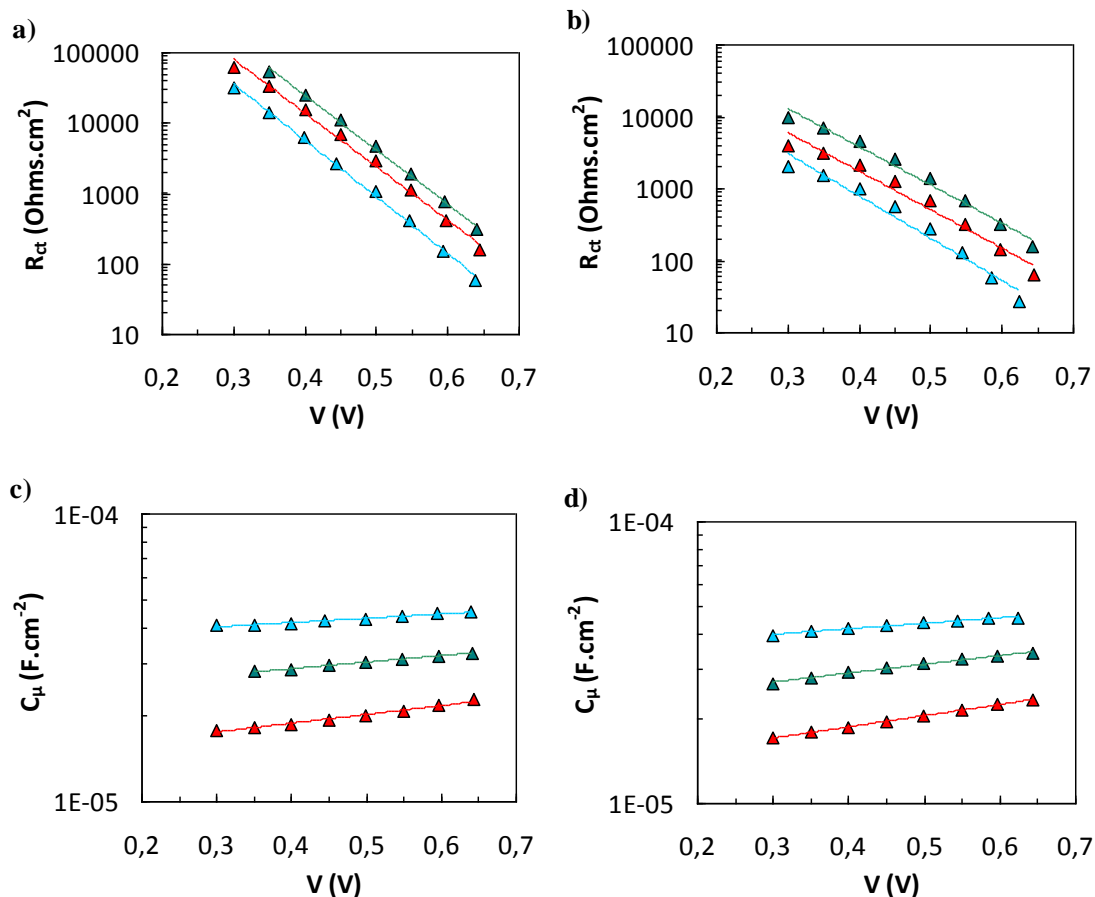 a)
100000
10000
1000
100
10
R_ct (Ohms.cm²)
0,2 0,3 0,4 0,5 0,6 0,7
V (V)
b)
100000
10000
1000
100
10
R_ct (Ohms.cm²)
0,2 0,3 0,4 0,5 0,6 0,7
V (V)
c)
1E-04
1E-05
C_μ (F.cm⁻²)
0,2 0,3 0,4 0,5 0,6 0,7
V (V)
d)
1E-04
1E-05
C_μ (F.cm⁻²)
0,2 0,3 0,4 0,5 0,6 0,7
V (V)